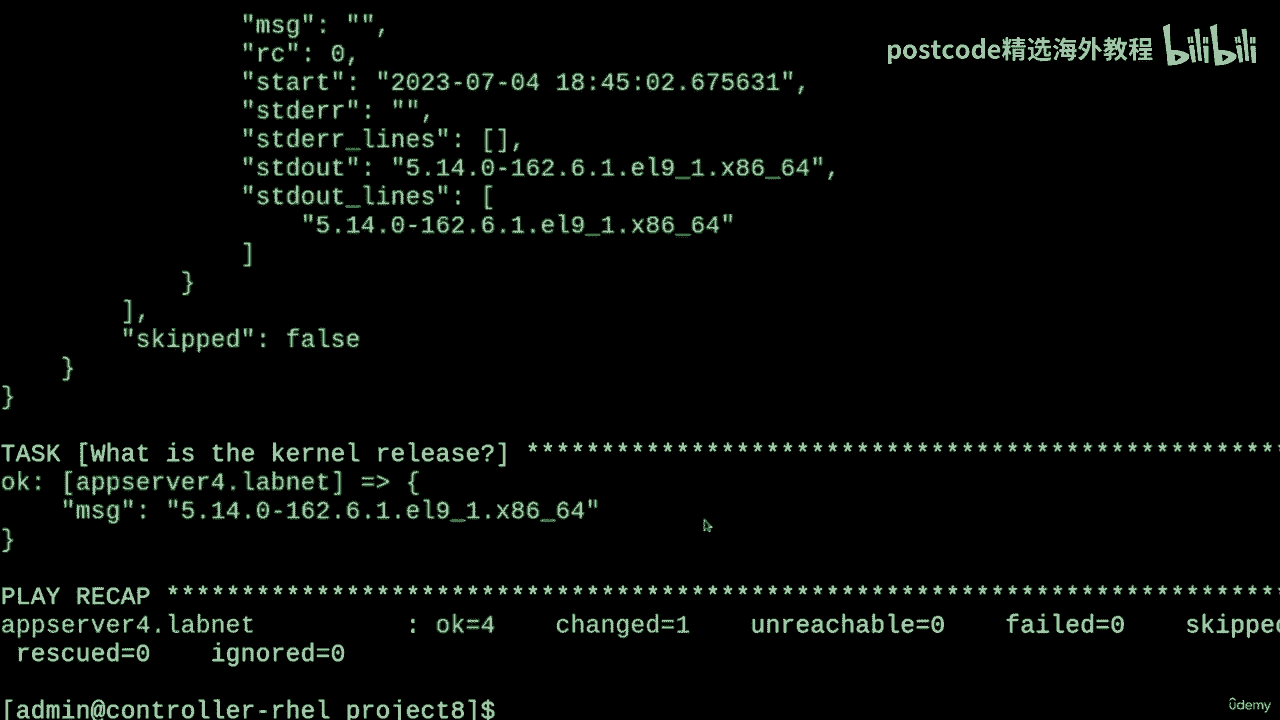 "msg": "",
                "rc": 0,
                "start": "2023-07-04 18:45:02.675631",
                "stderr": "",
                "stderr_lines": [],
                "stdout": "5.14.0-162.6.1.el9_1.x86_64",
                "stdout_lines": [
                    "5.14.0-162.6.1.el9_1.x86_64"
                ]
            }
        ],
        "skipped": false
    }
}
TASK [What is the kernel release?] **************************************************
ok: [appserver4.labnet] => {
    "msg": "5.14.0-162.6.1.el9_1.x86_64"
}
PLAY RECAP **************************************************************************
appserver4.labnet          : ok=4    changed=1    unreachable=0    failed=0    skipped
 rescued=0    ignored=0
[admin@controller-rhel project8]$
postcode精选海外教程 bilibili
ûdemy